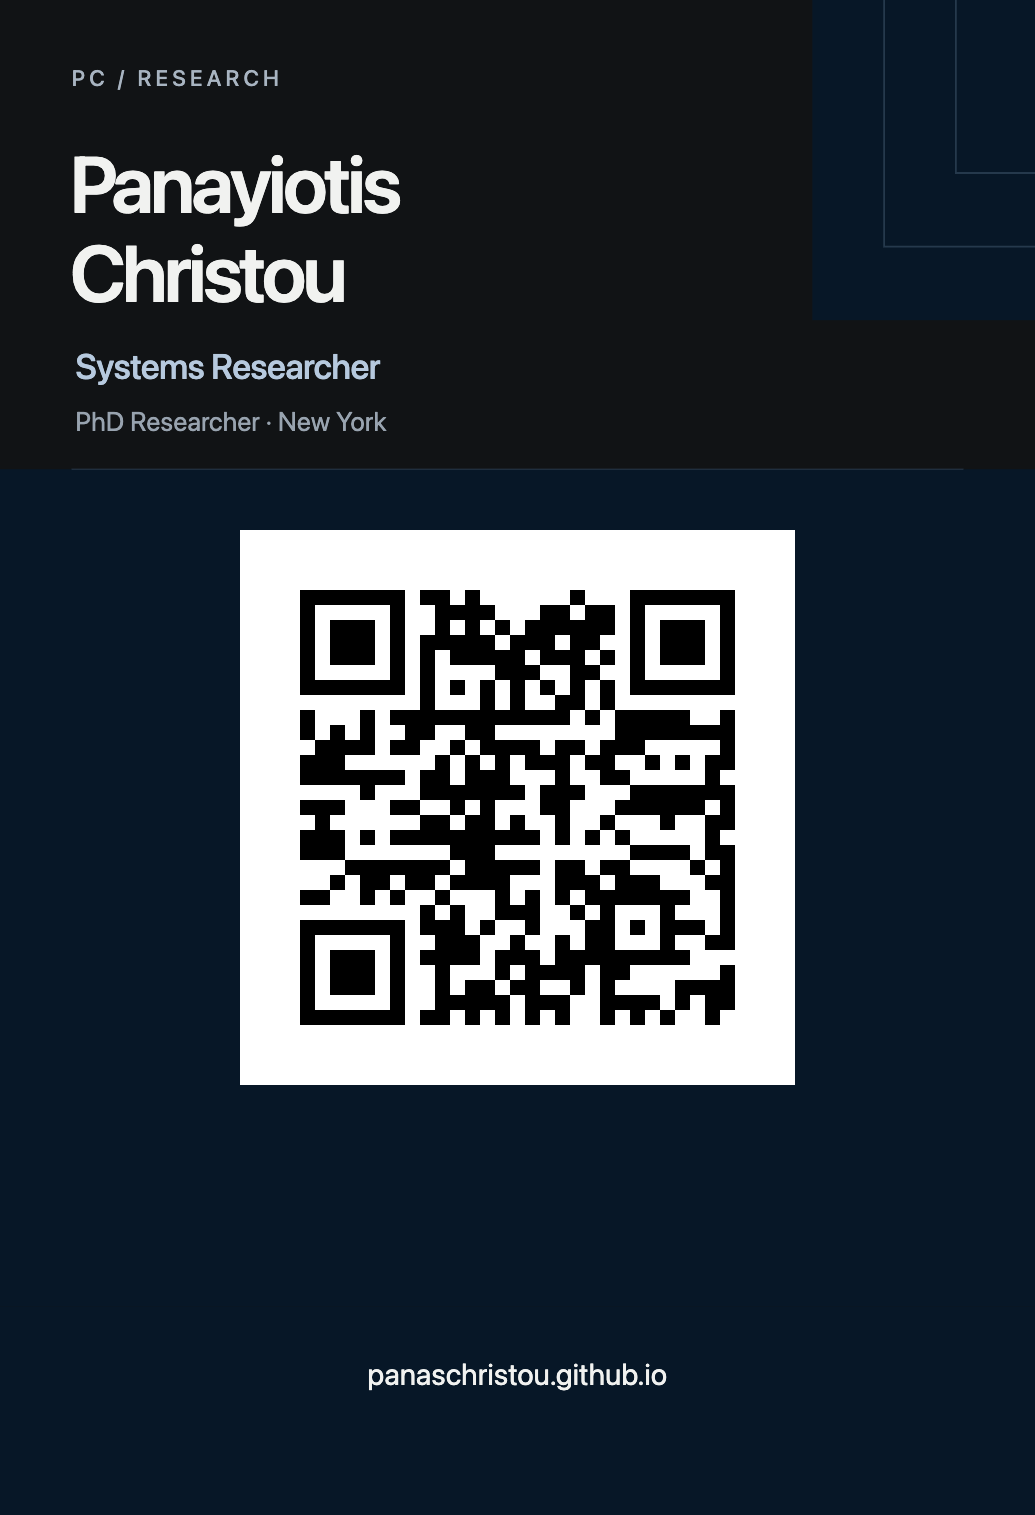 PC / RESEARCH
Panayiotis
Christou
Systems Researcher
PhD Researcher · New York
panaschristou.github.io